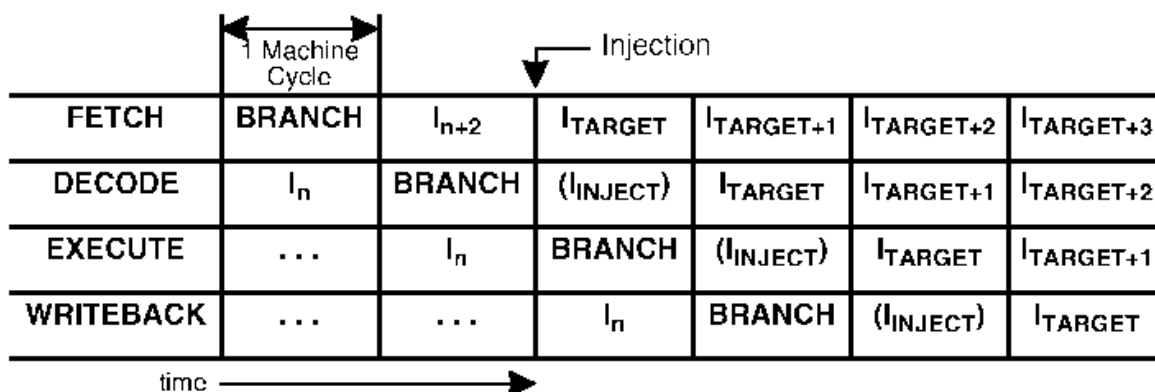 1 Machine
Cycle
Injection
FETCH BRANCH In+2 ITARGET ITARGET+1 ITARGET+2 ITARGET+3
DECODE In BRANCH (IINJECT) ITARGET ITARGET+1 ITARGET+2
EXECUTE ... In BRANCH (IINJECT) ITARGET ITARGET+1
WRITEBACK ... ... In BRANCH (IINJECT) ITARGET
time